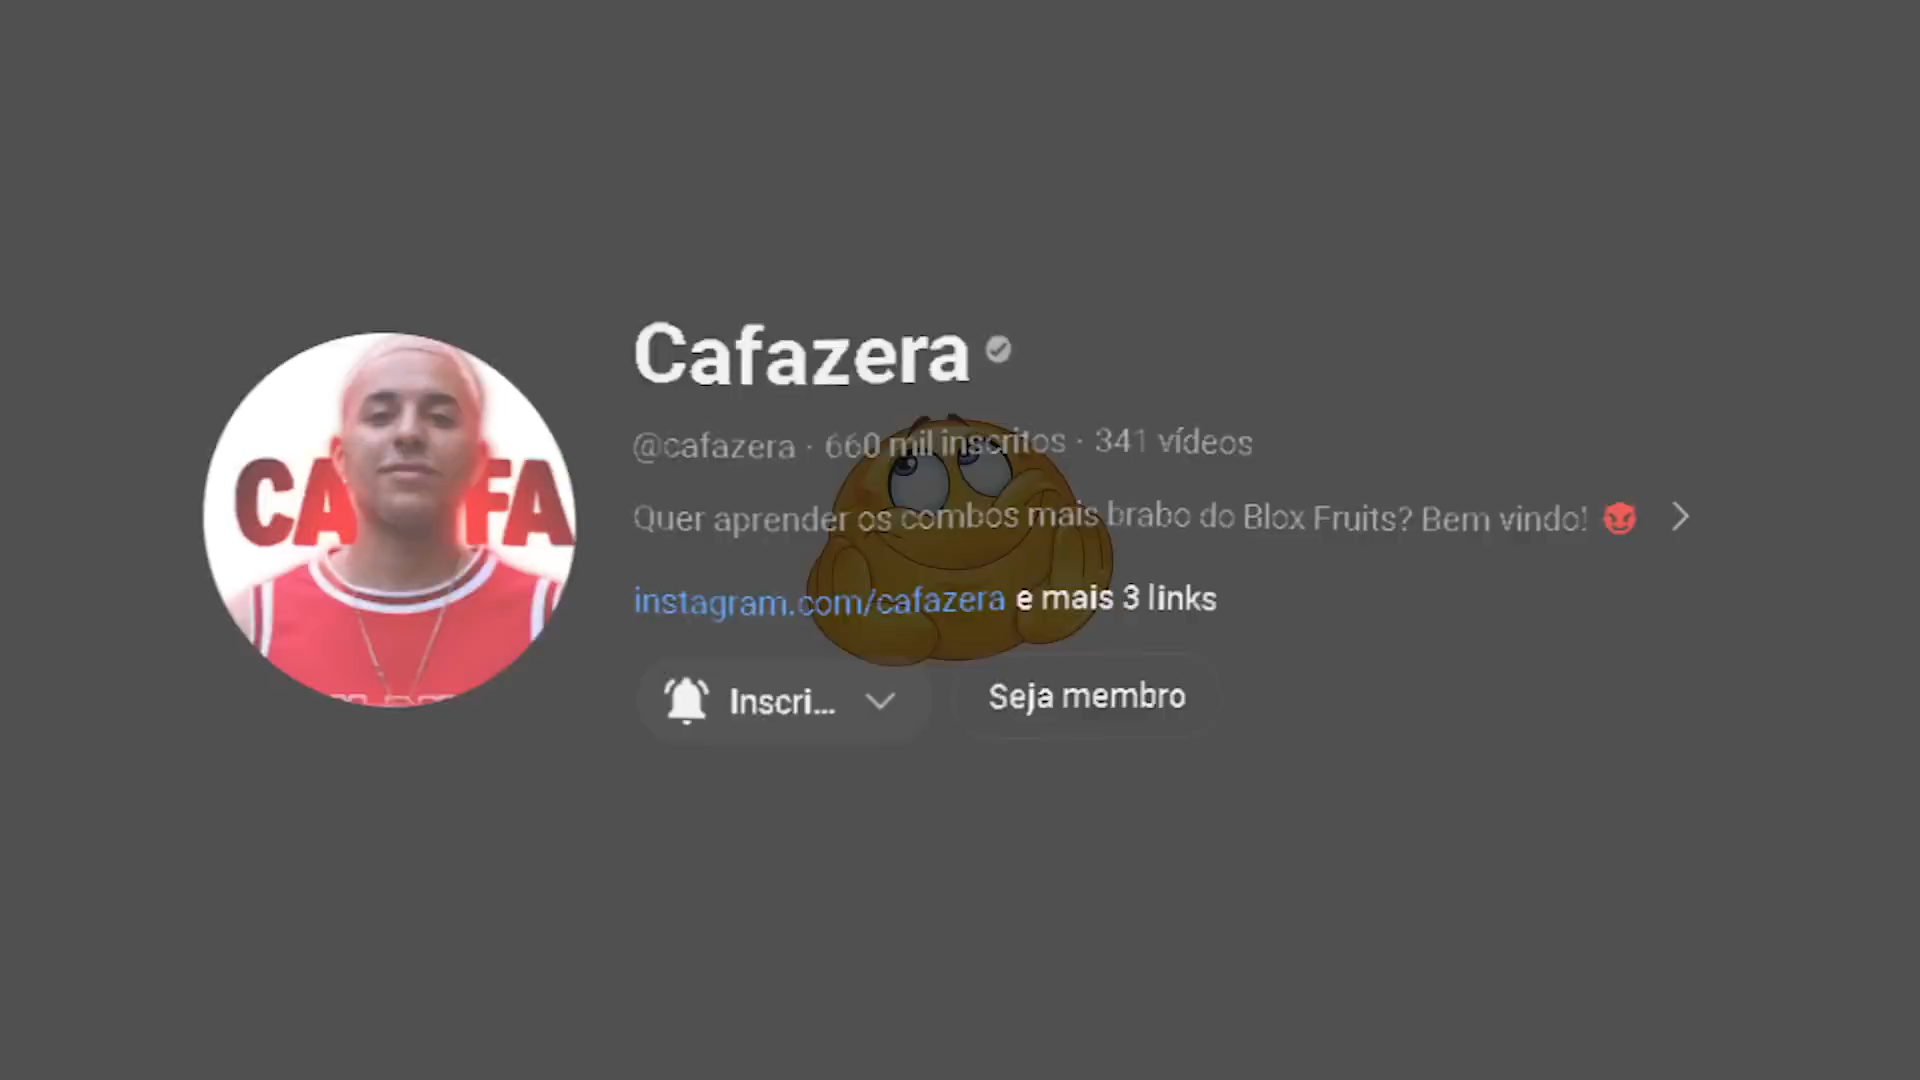 CAFA
Cafazera
@cafazera · 660 mil inscritos · 341 vídeos
Quer aprender os combos mais brabo do Blox Fruits? Bem vindo!
instagram.com/cafazera e mais 3 links
Inscri...
Seja membro